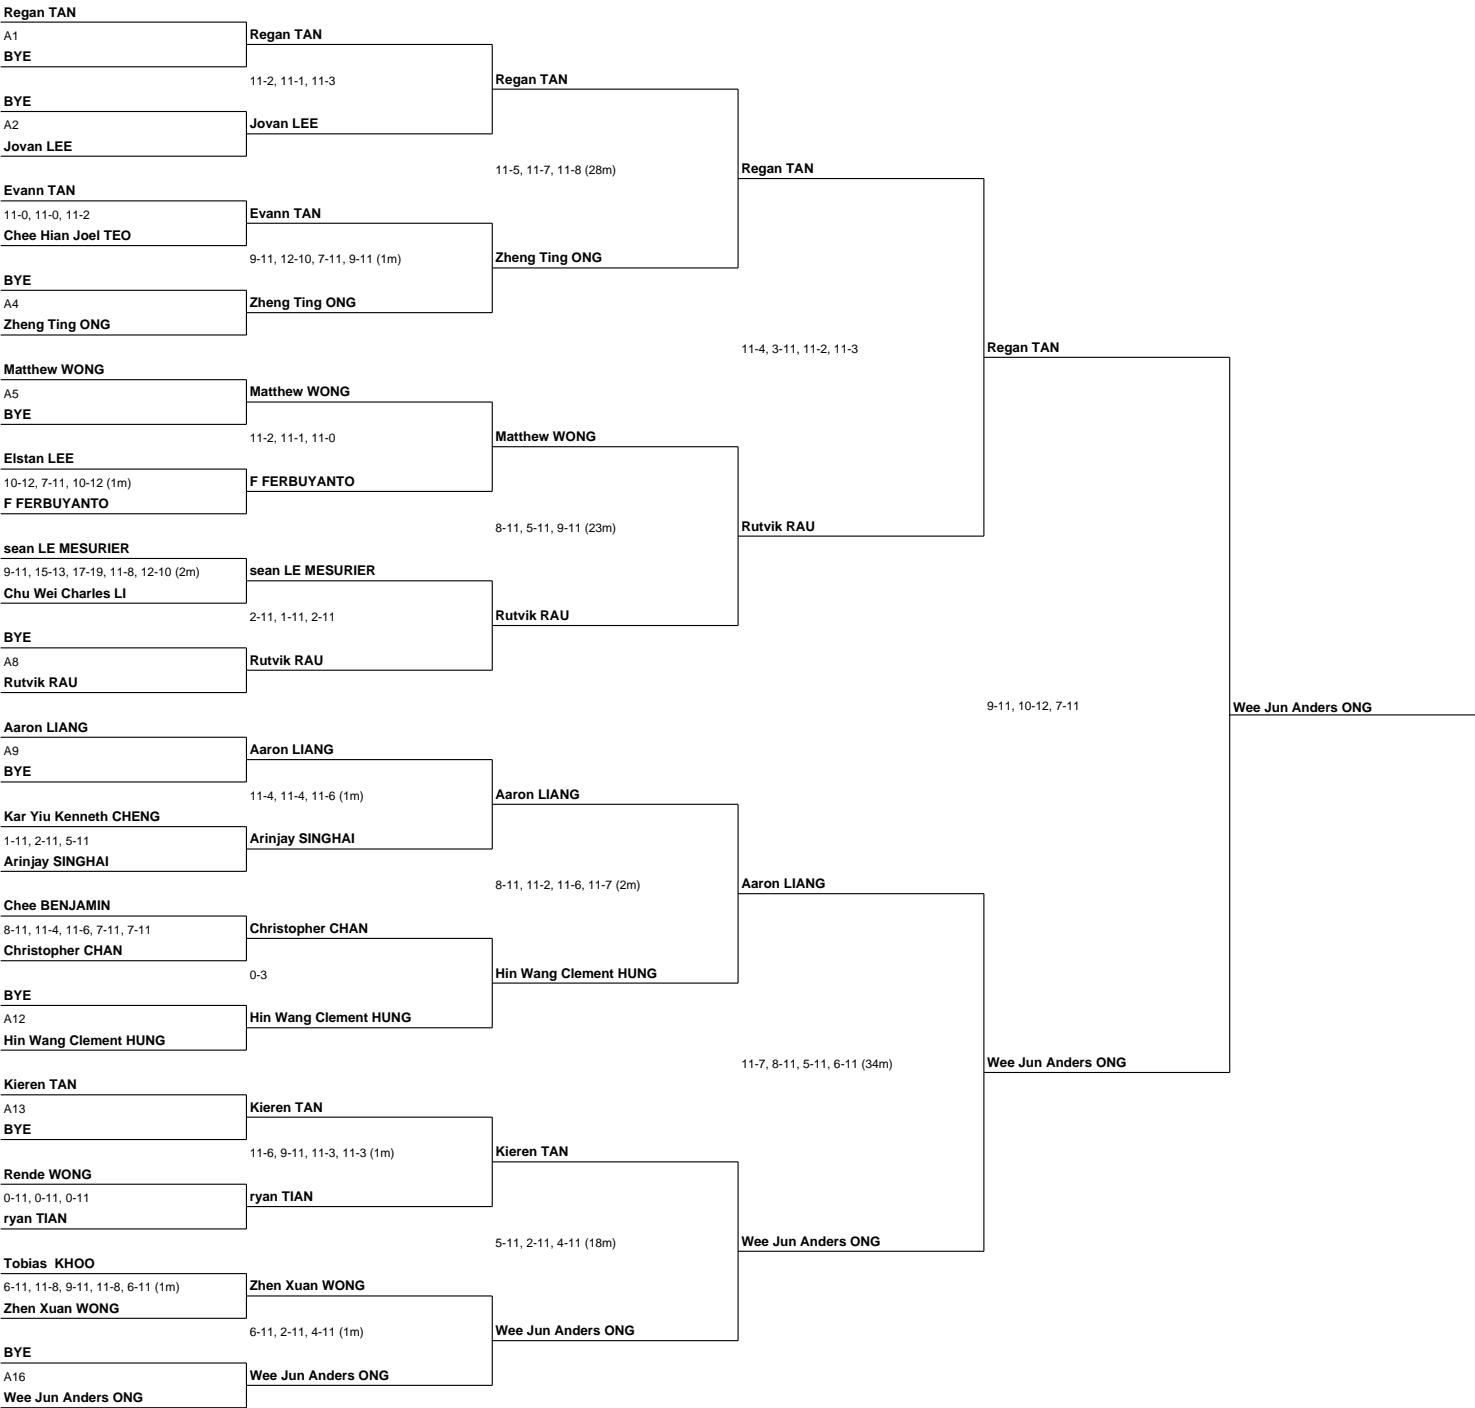 Regan TAN
A1
BYE
BYE
A2
Jovan LEE
Evann TAN
11-0, 11-0, 11-2
Chee Hian Joel TEO
BYE
A4
Zheng Ting ONG
Matthew WONG
A5
BYE
Elstan LEE
10-12, 7-11, 10-12 (1m)
F FERBUYANTO
sean LE MESURIER
9-11, 15-13, 17-19, 11-8, 12-10 (2m)
Chu Wei Charles LI
BYE
A8
Rutvik RAU
Aaron LIANG
A9
BYE
Kar Yiu Kenneth CHENG
1-11, 2-11, 5-11
Arinjay SINGHAI
Chee BENJAMIN
8-11, 11-4, 11-6, 7-11, 7-11
Christopher CHAN
BYE
A12
Hin Wang Clement HUNG
Kieren TAN
A13
BYE
Rende WONG
0-11, 0-11, 0-11
ryan TIAN
Tobias  KHOO
6-11, 11-8, 9-11, 11-8, 6-11 (1m)
Zhen Xuan WONG
BYE
A16
Wee Jun Anders ONG
Regan TAN
11-2, 11-1, 11-3
Jovan LEE
Evann TAN
9-11, 12-10, 7-11, 9-11 (1m)
Zheng Ting ONG
Matthew WONG
11-2, 11-1, 11-0
F FERBUYANTO
sean LE MESURIER
2-11, 1-11, 2-11
Rutvik RAU
Aaron LIANG
11-4, 11-4, 11-6 (1m)
Arinjay SINGHAI
Christopher CHAN
0-3
Hin Wang Clement HUNG
Kieren TAN
11-6, 9-11, 11-3, 11-3 (1m)
ryan TIAN
Zhen Xuan WONG
6-11, 2-11, 4-11 (1m)
Wee Jun Anders ONG
Regan TAN
11-5, 11-7, 11-8 (28m)
Zheng Ting ONG
Matthew WONG
8-11, 5-11, 9-11 (23m)
Rutvik RAU
Aaron LIANG
8-11, 11-2, 11-6, 11-7 (2m)
Hin Wang Clement HUNG
Kieren TAN
5-11, 2-11, 4-11 (18m)
Wee Jun Anders ONG
Regan TAN
11-4, 3-11, 11-2, 11-3
Rutvik RAU
Aaron LIANG
11-7, 8-11, 5-11, 6-11 (34m)
Wee Jun Anders ONG
Regan TAN
9-11, 10-12, 7-11
Wee Jun Anders ONG
Wee Jun Anders ONG